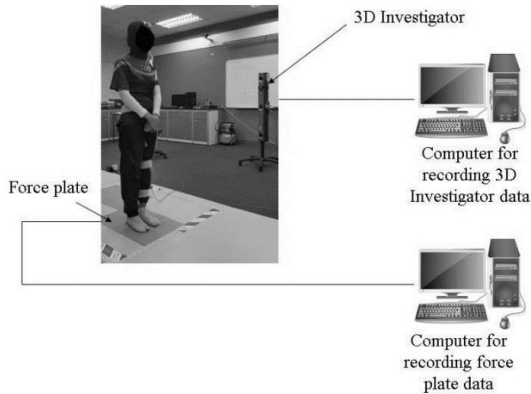 3D Investigator
Computer for
recording 3D
Investigator data
Force plate
Computer for
recording force
plate data